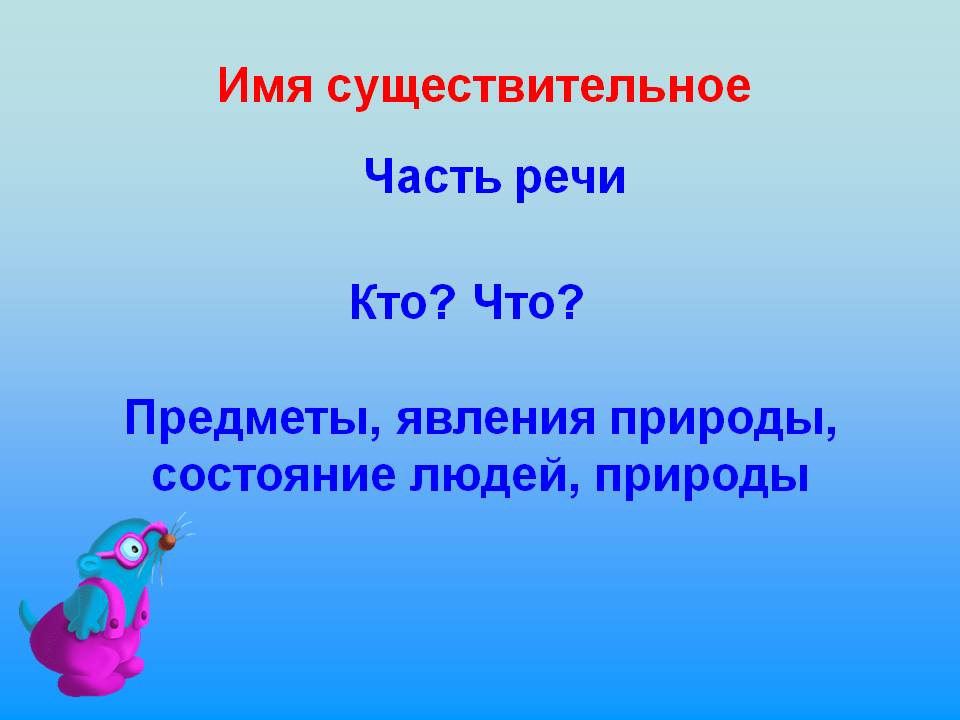 Имя существительное
Часть речи
Кто? Что?
Предметы, явления природы,
состояние людей, природы